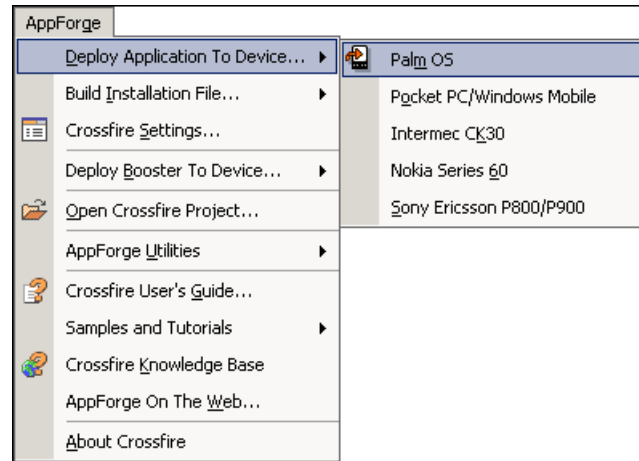 AppForge
Deploy Application To Device...
Build Installation File...
Crossfire Settings...
Deploy Booster To Device...
Open Crossfire Project...
AppForge Utilities
Crossfire User's Guide...
Samples and Tutorials
Crossfire Knowledge Base
AppForge On The Web...
About Crossfire
Palm OS
Pocket PC/Windows Mobile
Intermec CK30
Nokia Series 60
Sony Ericsson P800/P900